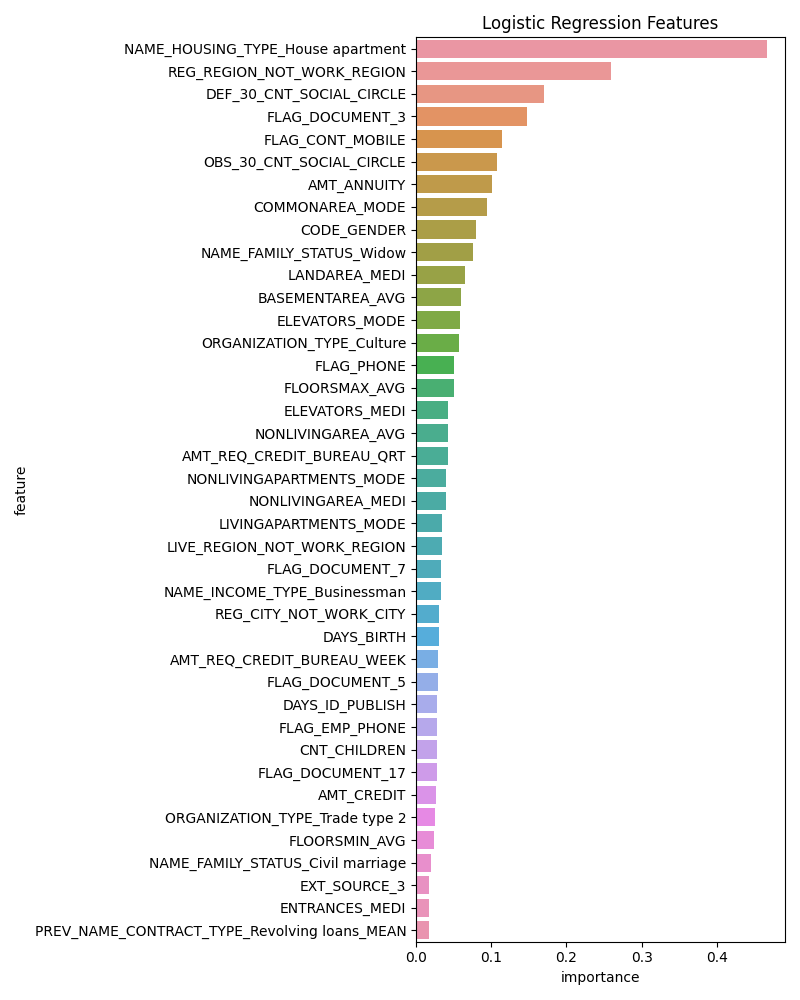 Logistic Regression Features
NAME_HOUSING_TYPE_House apartment
REG_REGION_NOT_WORK_REGION
DEF_30_CNT_SOCIAL_CIRCLE
FLAG_DOCUMENT_3
FLAG_CONT_MOBILE
OBS_30_CNT_SOCIAL_CIRCLE
AMT_ANNUITY
COMMONAREA_MODE
CODE_GENDER
NAME_FAMILY_STATUS_Widow
LANDAREA_MEDI
BASEMENTAREA_AVG
ELEVATORS_MODE
ORGANIZATION_TYPE_Culture
FLAG_PHONE
FLOORSMAX_AVG
ELEVATORS_MEDI
NONLIVINGAREA_AVG
AMT_REQ_CREDIT_BUREAU_QRT
NONLIVINGAPARTMENTS_MODE
NONLIVINGAREA_MEDI
LIVINGAPARTMENTS_MODE
LIVE_REGION_NOT_WORK_REGION
FLAG_DOCUMENT_7
NAME_INCOME_TYPE_Businessman
REG_CITY_NOT_WORK_CITY
DAYS_BIRTH
AMT_REQ_CREDIT_BUREAU_WEEK
FLAG_DOCUMENT_5
DAYS_ID_PUBLISH
FLAG_EMP_PHONE
CNT_CHILDREN
FLAG_DOCUMENT_17
AMT_CREDIT
ORGANIZATION_TYPE_Trade type 2
FLOORSMIN_AVG
NAME_FAMILY_STATUS_Civil marriage
EXT_SOURCE_3
ENTRANCES_MEDI
PREV_NAME_CONTRACT_TYPE_Revolving loans_MEAN
feature
0.0 0.1 0.2 0.3 0.4
importance